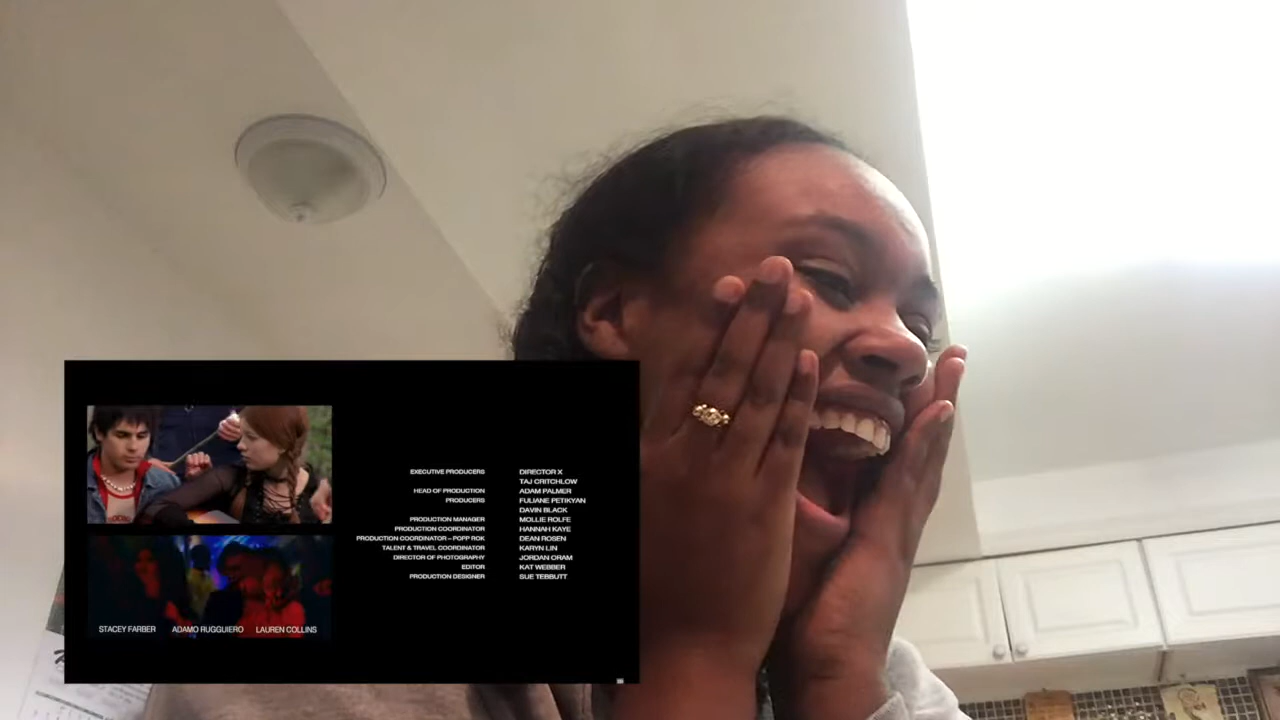 STACEY FARBER ADAMO RUGGUIERO LAUREN COLLINS
EXECUTIVE PRODUCERS DIRECTOR X
TAJ CRITCHLOW
HEAD OF PRODUCTION ADAM PALMER
PRODUCERS FULIANE PETIKYAN
DAVIN BLACK
PRODUCTION MANAGER MOLLIE ROLFE
PRODUCTION COORDINATOR HANNAH KAYE
PRODUCTION COORDINATOR – POPP ROK DEAN ROSEN
TALENT & TRAVEL COORDINATOR KARYN LIN
DIRECTOR OF PHOTOGRAPHY JORDAN ORAM
EDITOR KAT WEBBER
PRODUCTION DESIGNER SUE TEBBUTT